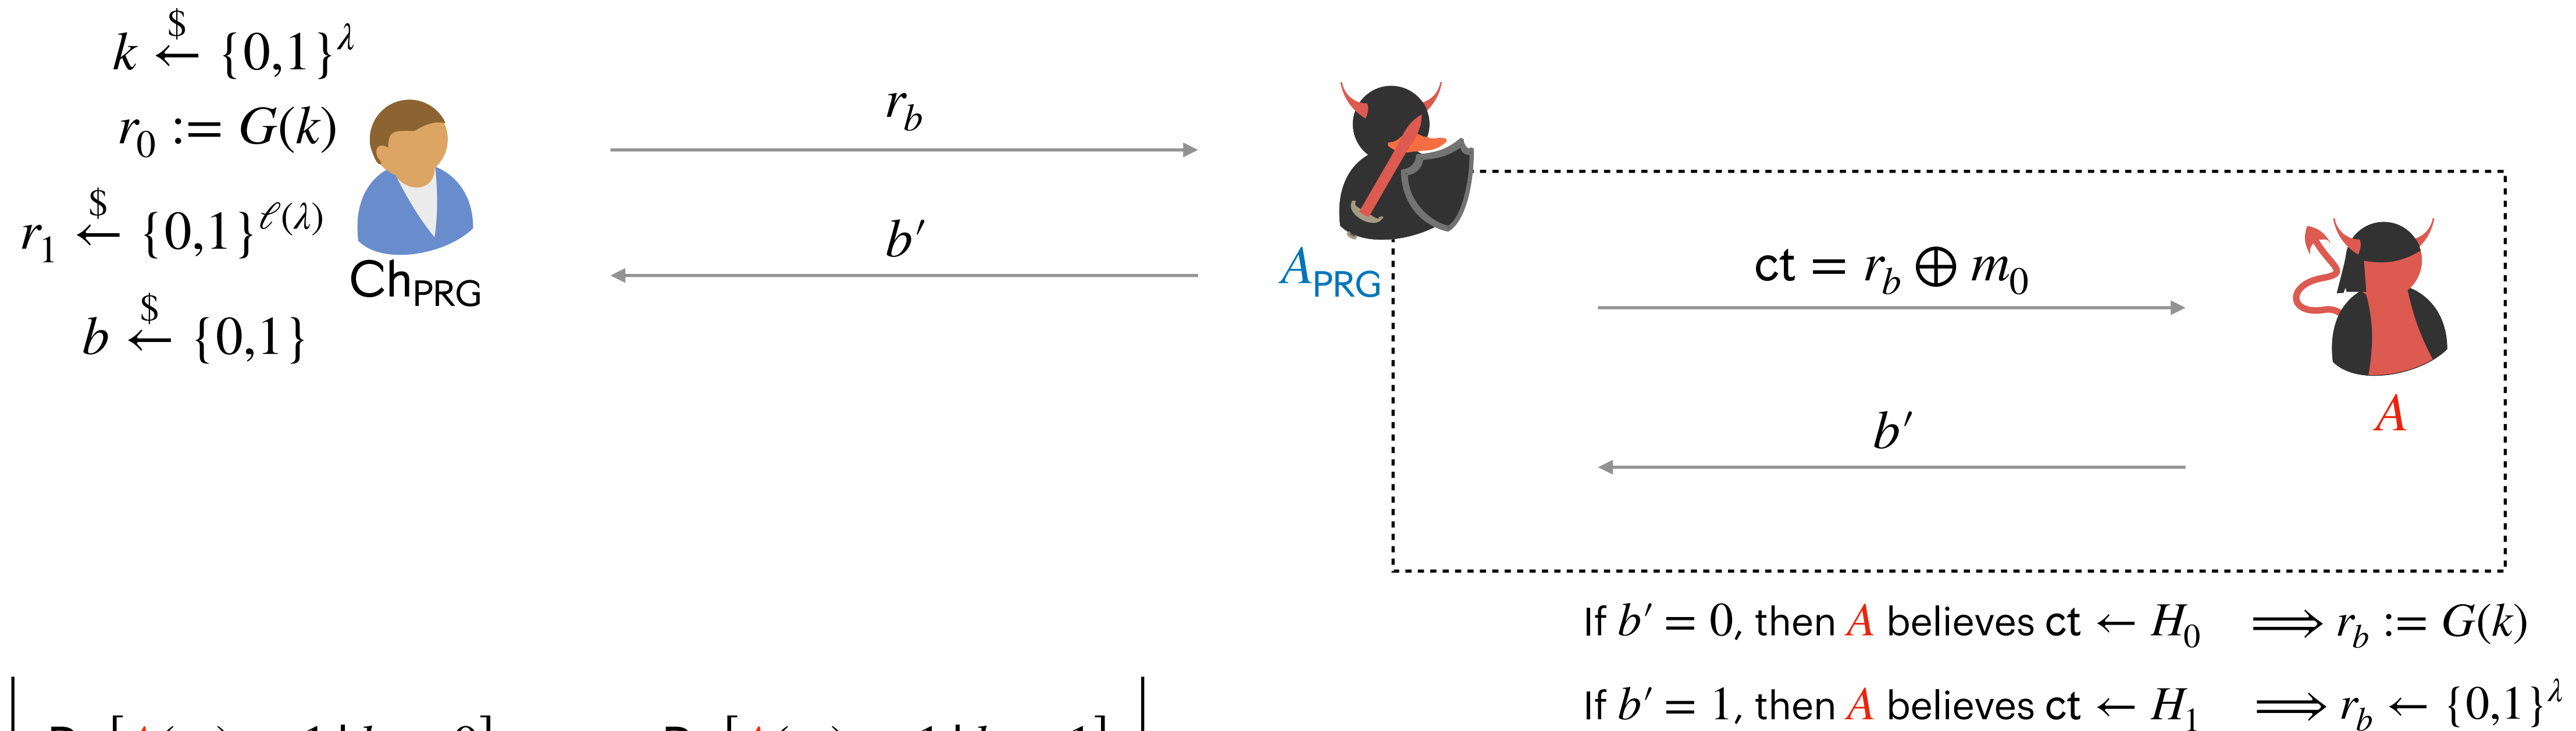 k $← {0,1}^λ
r_0 := G(k)
r_1 $← {0,1}^ℓ(λ)
b $← {0,1}
Ch_PRG
r_b
b′
A_PRG
ct = r_b ⊕ m_0
b′
A
If b′ = 0, then A believes ct ← H_0 ⟹ r_b := G(k)
If b′ = 1, then A believes ct ← H_1 ⟹ r_b ← {0,1}^λ